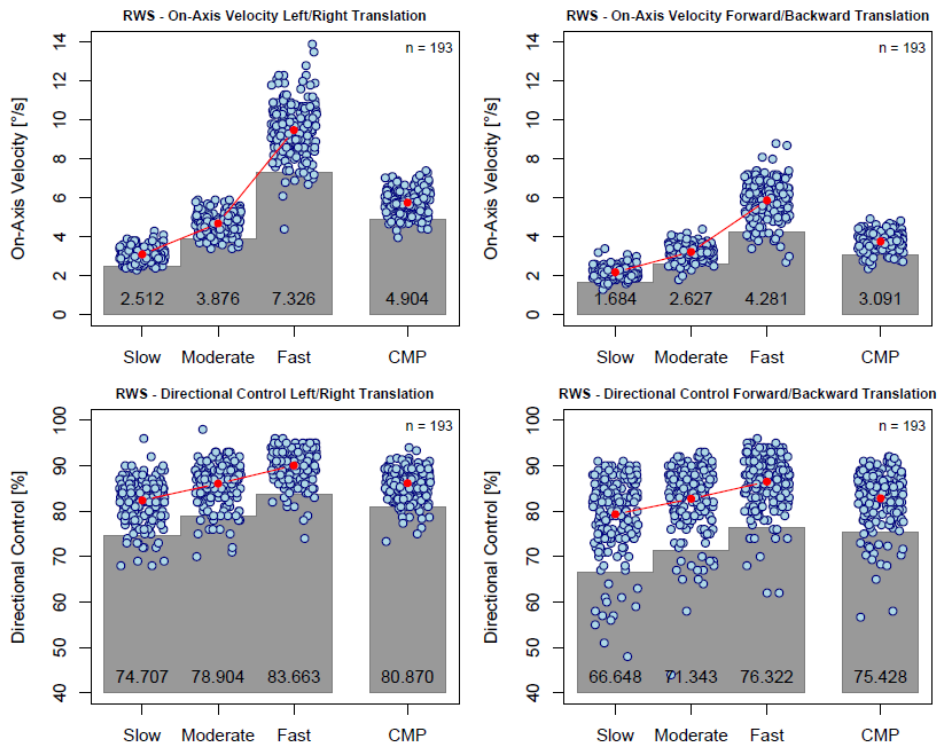 RWS - On-Axis Velocity Left/Right Translation
n = 193
On-Axis Velocity [°/s]
14
12
10
8
6
4
2
0
2.512 3.876 7.326 4.904
Slow Moderate Fast CMP
RWS - On-Axis Velocity Forward/Backward Translation
n = 193
On-Axis Velocity [°/s]
14
12
10
8
6
4
2
0
1.684 2.627 4.281 3.091
Slow Moderate Fast CMP
RWS - Directional Control Left/Right Translation
n = 193
Directional Control [%]
100
90
80
70
60
50
40
74.707 78.904 83.663 80.870
Slow Moderate Fast CMP
RWS - Directional Control Forward/Backward Translation
n = 193
Directional Control [%]
100
90
80
70
60
50
40
66.648 71.343 76.322 75.428
Slow Moderate Fast CMP